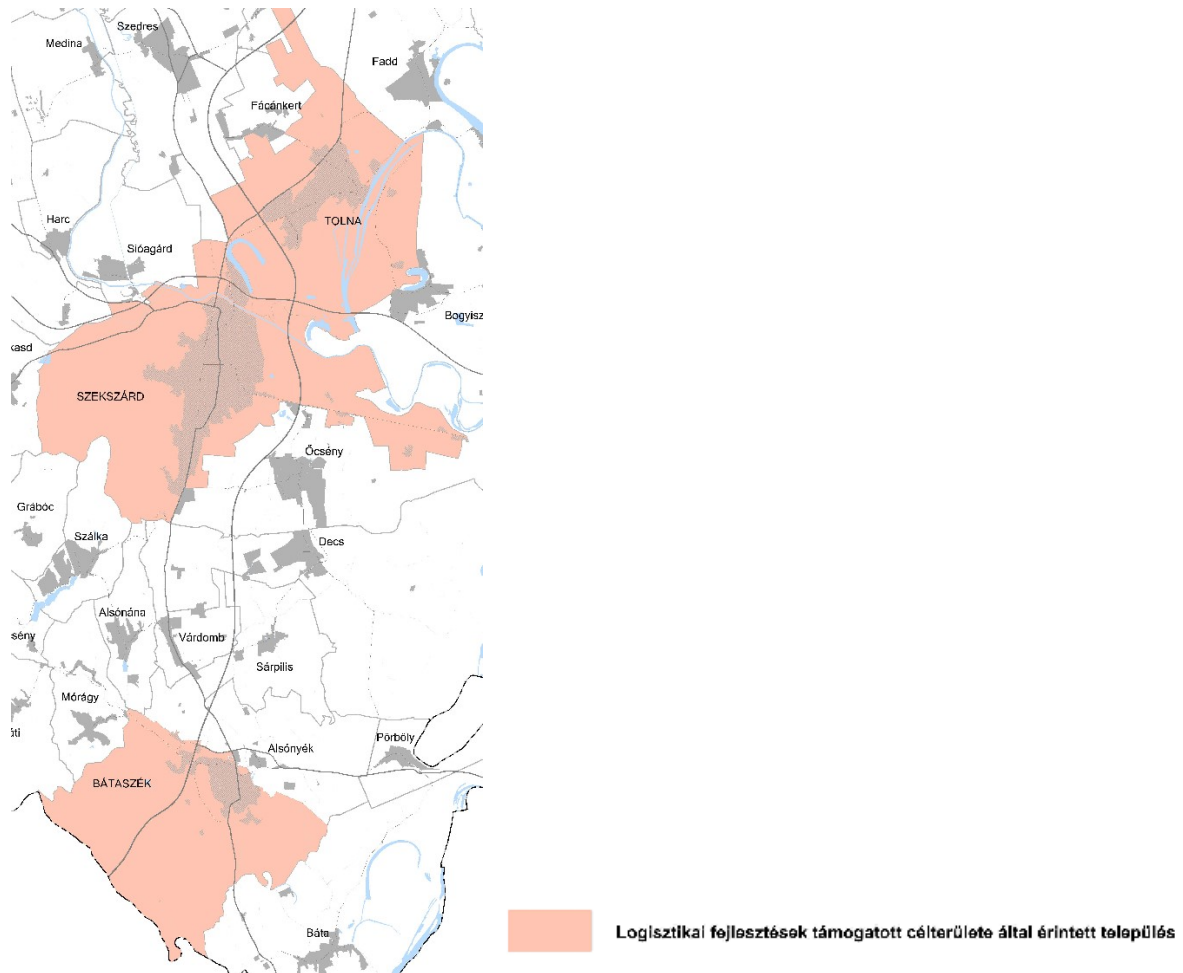 Szedres
Medina
Fadd
Fácánkert
TOLNA
Harc
Sióagárd
Bogyisz
kasd
SZEKSZÁRD
Őcsény
Grábóc
Szálka
Decs
Alsónána
Várdomb
sény
Sárpilis
Mórágy
Pörböly
Alsónyék
BÁTASZÉK
Báta
Logisztikai fejlesztések támogatott célterülete által érintett település